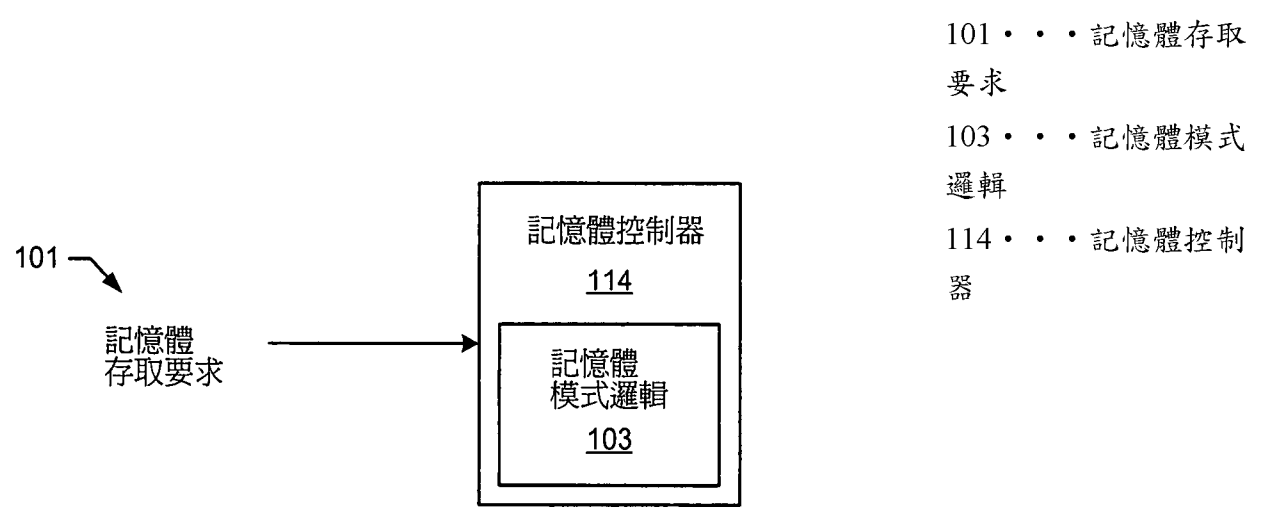 101・・・記憶體存取
要求
103・・・記憶體模式
邏輯
114・・・記憶體控制
器
記憶體控制器
114
101
記憶體
存取要求
記憶體
模式邏輯
103